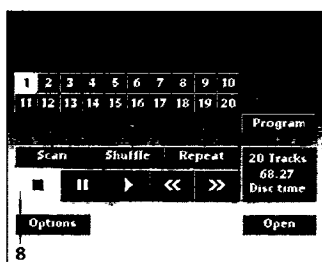 1 2 3 4 5 6 7 8 9 10
11 12 13 14 15 16 17 18 19 20
Program
Scan Shuffle Repeat
20 Tracks
68.27
Disc time
Options
Open
8